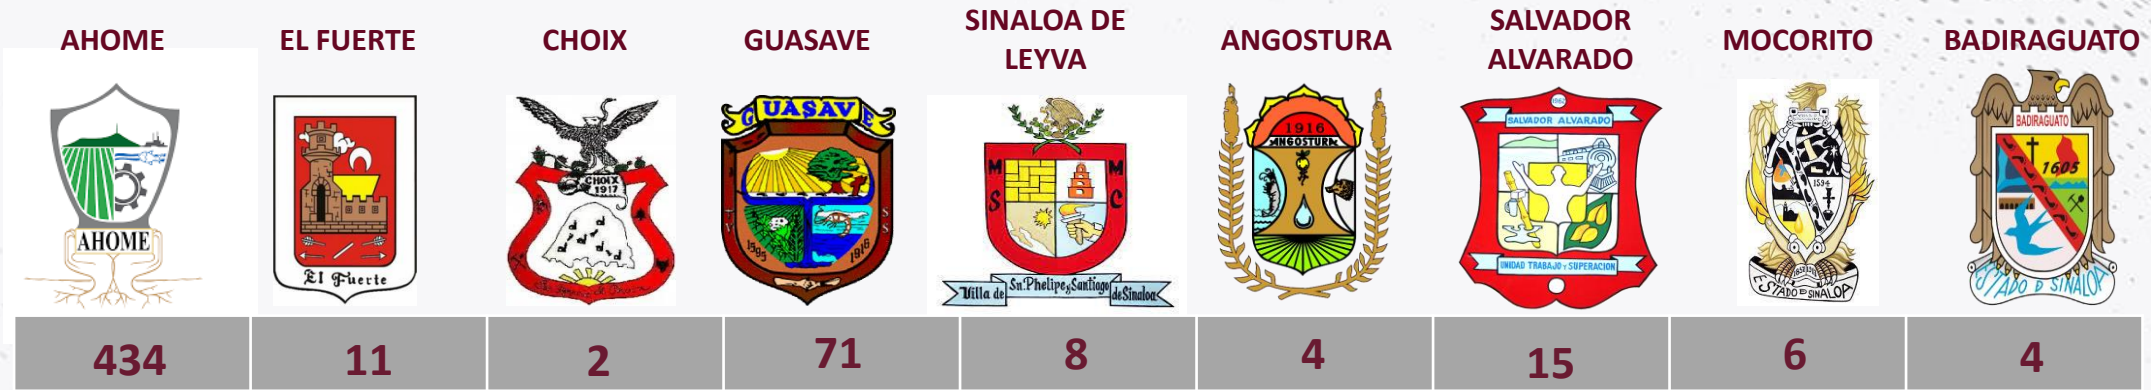 AHOME
EL FUERTE
CHOIX
GUASAVE
SINALOA DE
LEYVA
ANGOSTURA
SALVADOR
ALVARADO
MOCORITO
BADIRAGUATO
AHOME
El Fuerte
CHOIX
1917
GUASAVE
T V
S S
1595
1916
M M
S C
Villa de Sn. Phelipe y Santiago de Sinaloa
1916
ANGOSTURA
1962
SALVADOR ALVARADO
UNIDAD TRABAJO Y SUPERACION
1594
ESTADO D SINALOA
BADIRAGUATO
1605
ESTADO D SINALOA
434
11
2
71
8
4
15
6
4